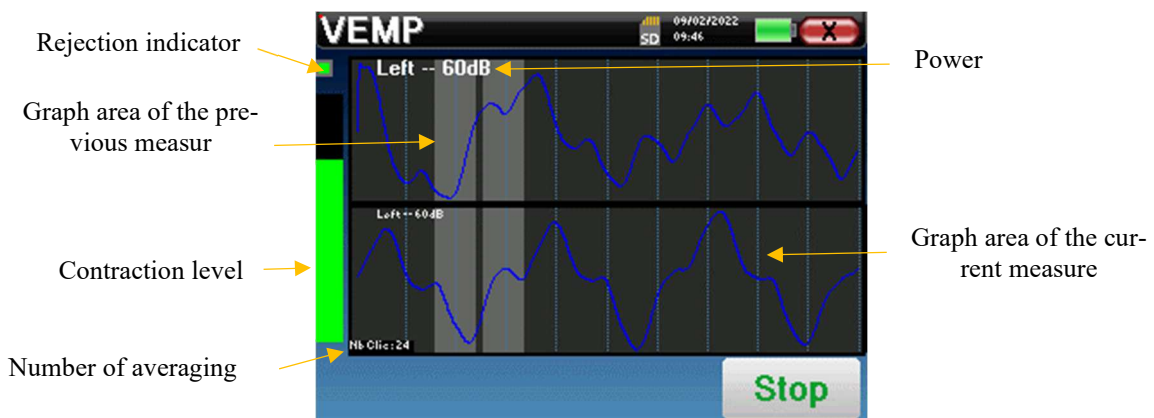 VEMP
SD
09/02/2022
09:46
X
Rejection indicator
Left -- 60dB
Power
Graph area of the pre-
vious measur
Left -- 60dB
Graph area of the cur-
rent measure
Contraction level
Nb Clic: 24
Number of averaging
Stop